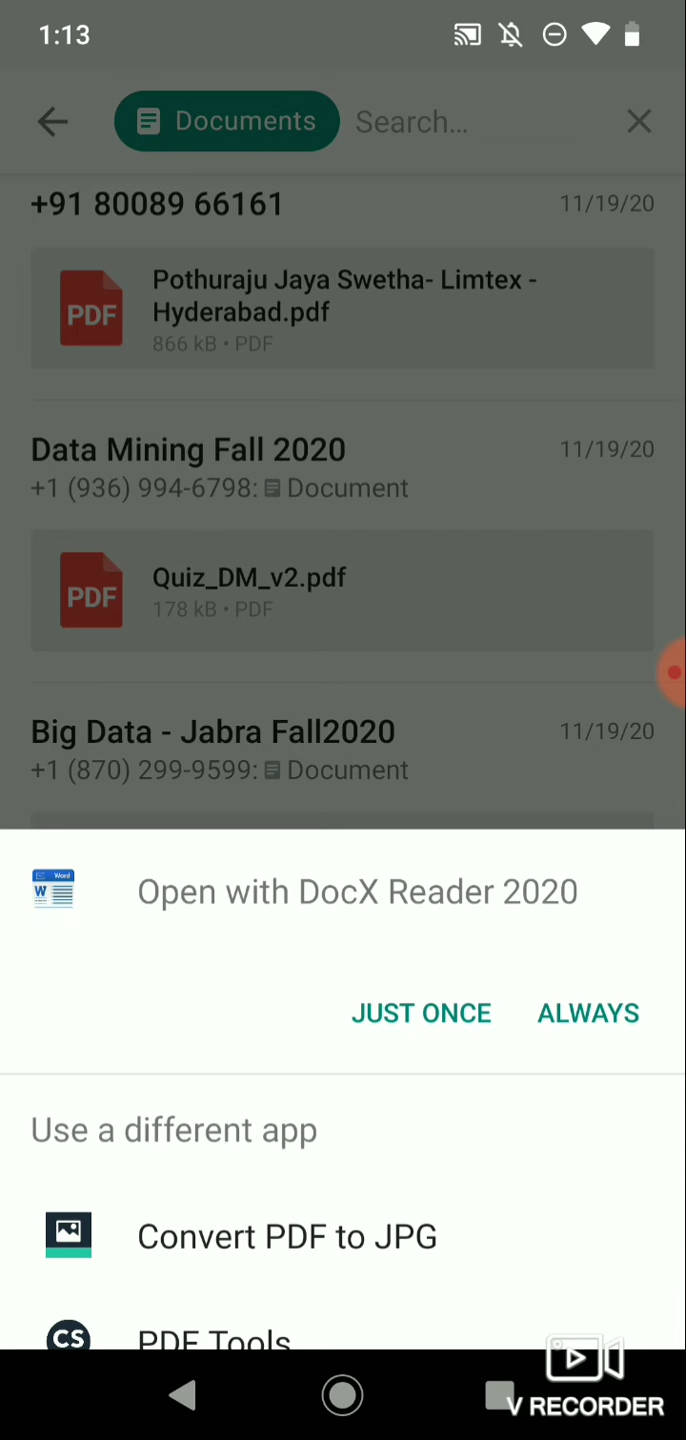 1:13
Documents Search...
+91 80089 66161 11/19/20
PDF
Pothuraju Jaya Swetha- Limtex -
Hyderabad.pdf
866 kB • PDF
Data Mining Fall 2020 11/19/20
+1 (936) 994-6798: Document
PDF
Quiz_DM_v2.pdf
178 kB • PDF
Big Data - Jabra Fall2020 11/19/20
+1 (870) 299-9599: Document
Word
W
Open with DocX Reader 2020
JUST ONCE ALWAYS
Use a different app
Convert PDF to JPG
CS PDF Tools
V RECORDER